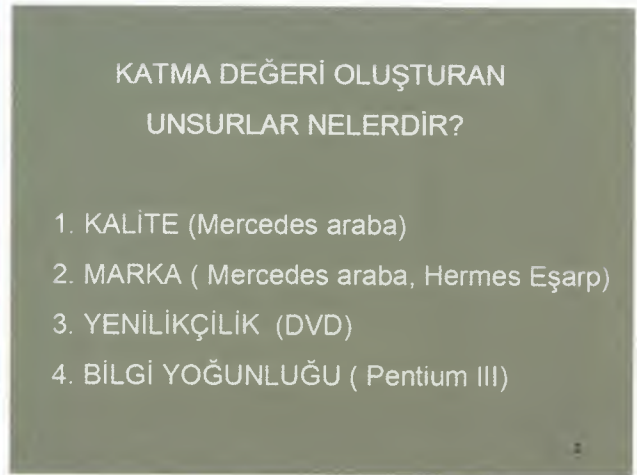 KATMA DEĞERİ OLUŞTURAN
UNSURLAR NELERDİR?
1. KALİTE (Mercedes araba)
2. MARKA ( Mercedes araba, Hermes Eşarp)
3. YENİLİKÇİLİK (DVD)
4. BİLGİ YOĞUNLUĞU ( Pentium III)